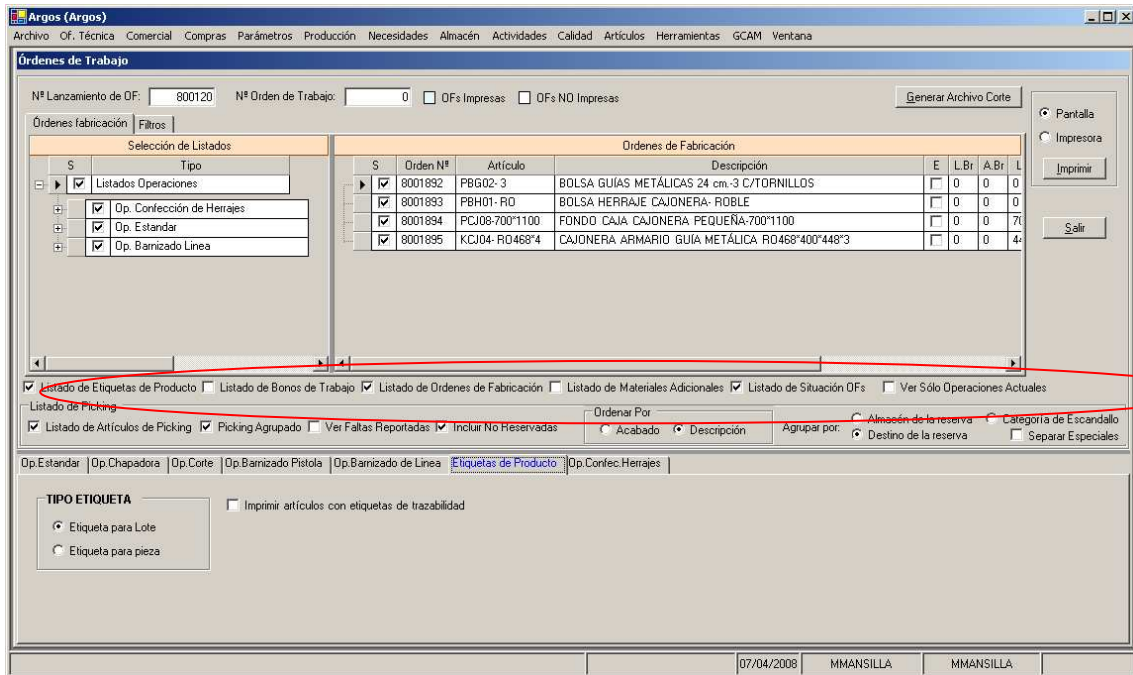 Argos (Argos)
Archivo Of. Técnica Comercial Compras Parámetros Producción Necesidades Almacén Actividades Calidad Artículos Herramientas GCAM Ventana
Órdenes de Trabajo
Nº Lanzamiento de OF: 800120 Nº Orden de Trabajo: 0 OFs Impresas OFs NO Impresas Generar Archivo Corte
Pantalla
Impresora
Imprimir
Salir
Órdenes fabricación Filtros
Selección de Listados
S Tipo
Listados Operaciones
Op. Confección de Herrajes
Op. Estandar
Op. Barnizado Linea
Ordenes de Fabricación
S Orden Nº Artículo Descripción E L.Br A.Br L
8001892 PBG02- 3 BOLSA GUÍAS METÁLICAS 24 cm.-3 C/TORNILLOS 0 0 0
8001893 PBH01- RO BOLSA HERRAJE CAJONERA- ROBLE 0 0 0
8001894 PCJ08-700*1100 FONDO CAJA CAJONERA PEQUEÑA-700*1100 0 0 70
8001895 KCJ04- RO468*4 CAJONERA ARMARIO GUÍA METÁLICA RO468*400*448*3 0 0 44
Listado de Etiquetas de Producto Listado de Bonos de Trabajo Listado de Ordenes de Fabricación Listado de Materiales Adicionales Listado de Situación OFs Ver Sólo Operaciones Actuales
Listado de Picking
Listado de Artículos de Picking Picking Agrupado Ver Faltas Reportadas Incluir No Reservadas
Ordenar Por
Acabado Descripción
Agrupar por: Almacén de la reserva Categoría de Escandallo
Destino de la reserva Separar Especiales
Op.Estandar Op.Chapadora Op.Corte Op.Barnizado Pistola Op.Barnizado de Linea Etiquetas de Producto Op.Confec.Herrajes
TIPO ETIQUETA
Etiqueta para Lote
Etiqueta para pieza
Imprimir artículos con etiquetas de trazabilidad
07/04/2008 MMANSILLA MMANSILLA